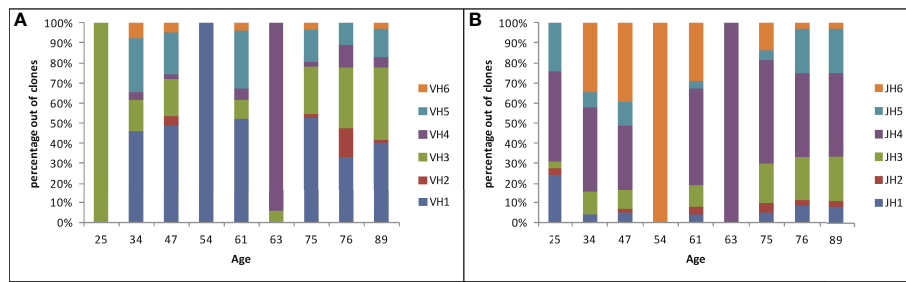 A
percentage out of clones
100%
90%
80%
70%
60%
50%
40%
30%
20%
10%
0%
25 34 47 54 61 63 75 76 89
Age
VH6
VH5
VH4
VH3
VH2
VH1
B
percentage out of clones
100%
90%
80%
70%
60%
50%
40%
30%
20%
10%
0%
25 34 47 54 61 63 75 76 89
Age
JH6
JH5
JH4
JH3
JH2
JH1